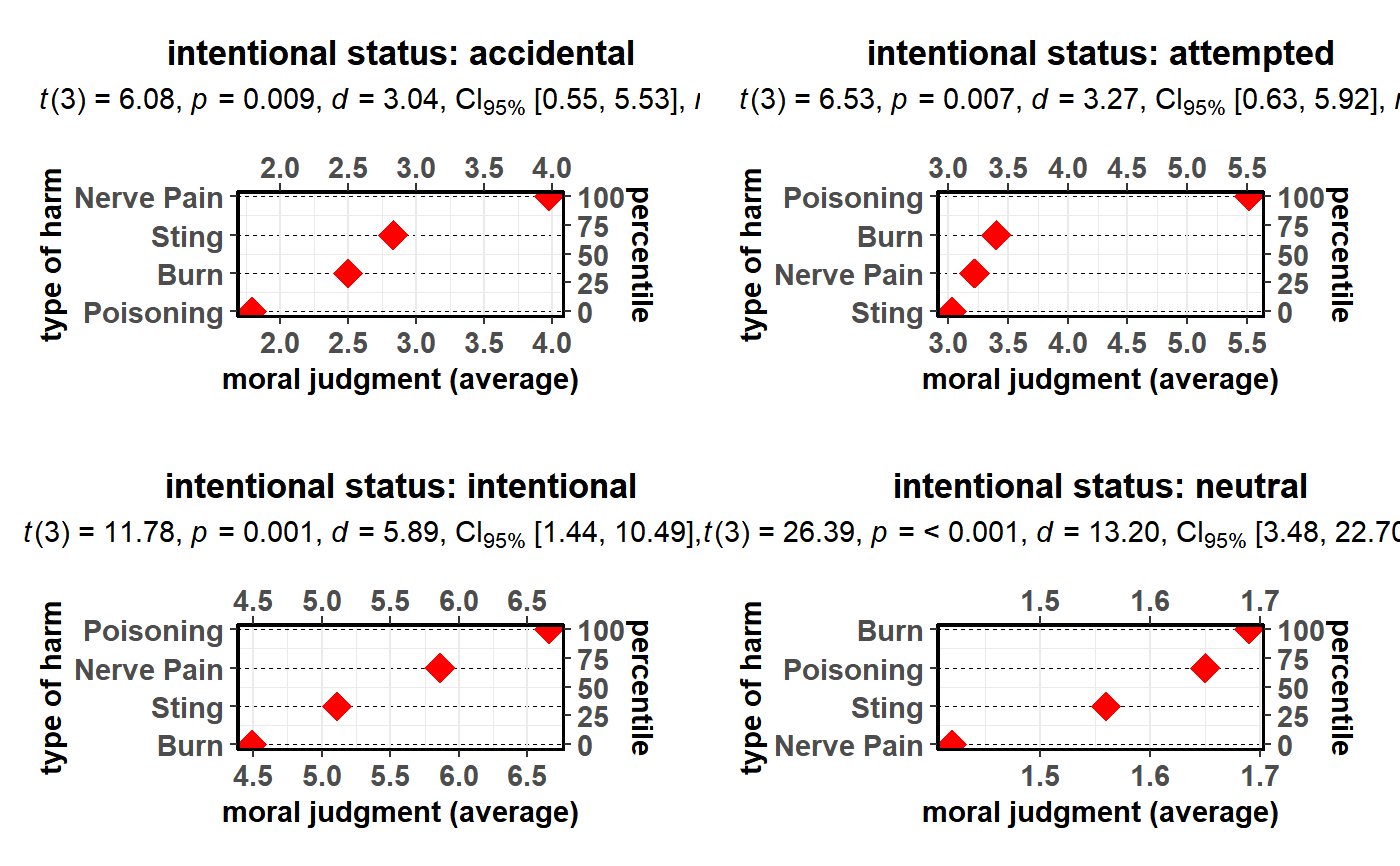 intentional status: accidental
t(3) = 6.08, p = 0.009, d = 3.04, CI95% [0.55, 5.53],
2.0 2.5 3.0 3.5 4.0
type of harm
Nerve Pain
Sting
Burn
Poisoning
100
75
50
25
0
percentile
2.0 2.5 3.0 3.5 4.0
moral judgment (average)
intentional status: attempted
t(3) = 6.53, p = 0.007, d = 3.27, CI95% [0.63, 5.92],
3.0 3.5 4.0 4.5 5.0 5.5
type of harm
Poisoning
Burn
Nerve Pain
Sting
100
75
50
25
0
percentile
3.0 3.5 4.0 4.5 5.0 5.5
moral judgment (average)
intentional status: intentional
t(3) = 11.78, p = 0.001, d = 5.89, CI95% [1.44, 10.49],
4.5 5.0 5.5 6.0 6.5
type of harm
Poisoning
Nerve Pain
Sting
Burn
100
75
50
25
0
percentile
4.5 5.0 5.5 6.0 6.5
moral judgment (average)
intentional status: neutral
t(3) = 26.39, p = < 0.001, d = 13.20, CI95% [3.48, 22.70
1.5 1.6 1.7
type of harm
Burn
Poisoning
Sting
Nerve Pain
100
75
50
25
0
percentile
1.5 1.6 1.7
moral judgment (average)